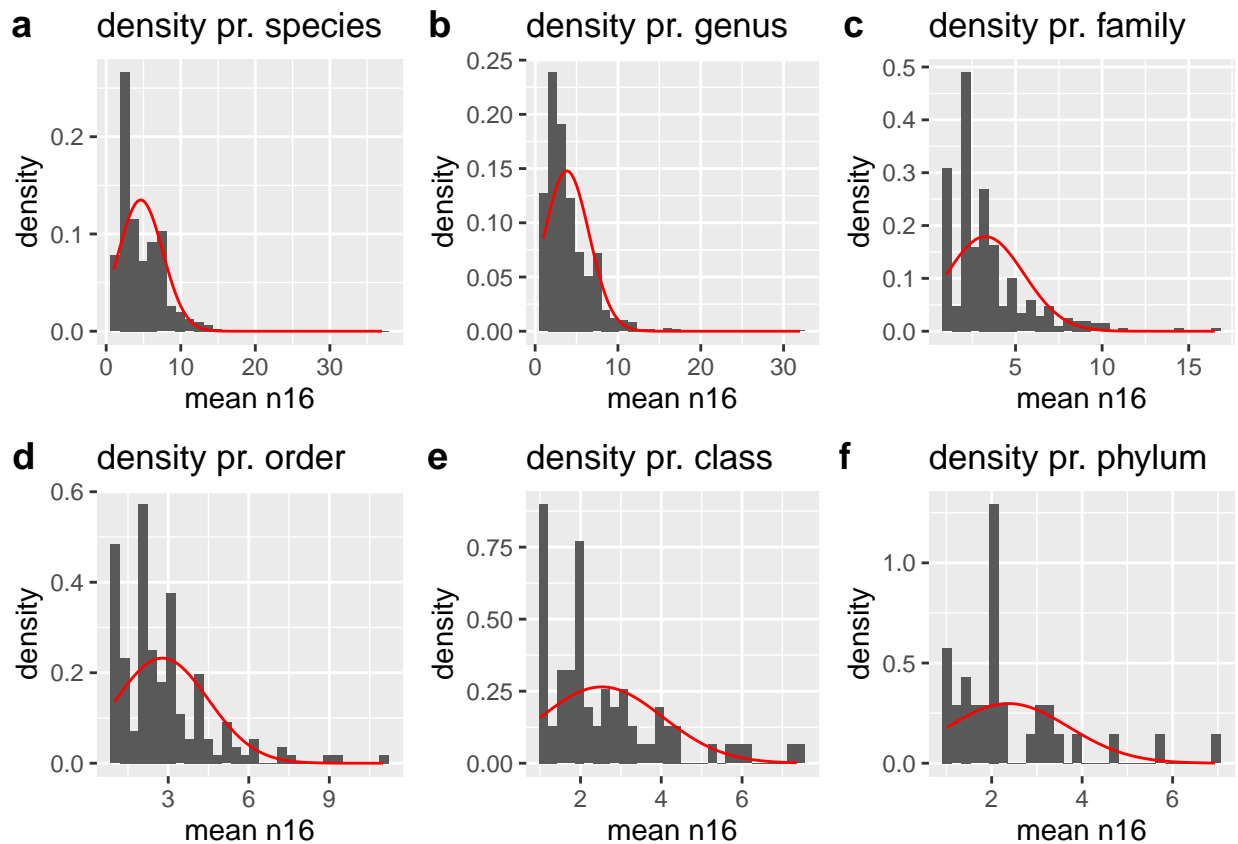 a density pr. species
0.2
0.1
0.0
density
0 10 20 30
mean n16
b density pr. genus
0.25
0.20
0.15
0.10
0.05
0.00
density
0 10 20 30
mean n16
c density pr. family
0.5
0.4
0.3
0.2
0.1
0.0
density
5 10 15
mean n16
d density pr. order
0.6
0.4
0.2
0.0
density
3 6 9
mean n16
e density pr. class
0.75
0.50
0.25
0.00
density
2 4 6
mean n16
f density pr. phylum
1.0
0.5
0.0
density
2 4 6
mean n16